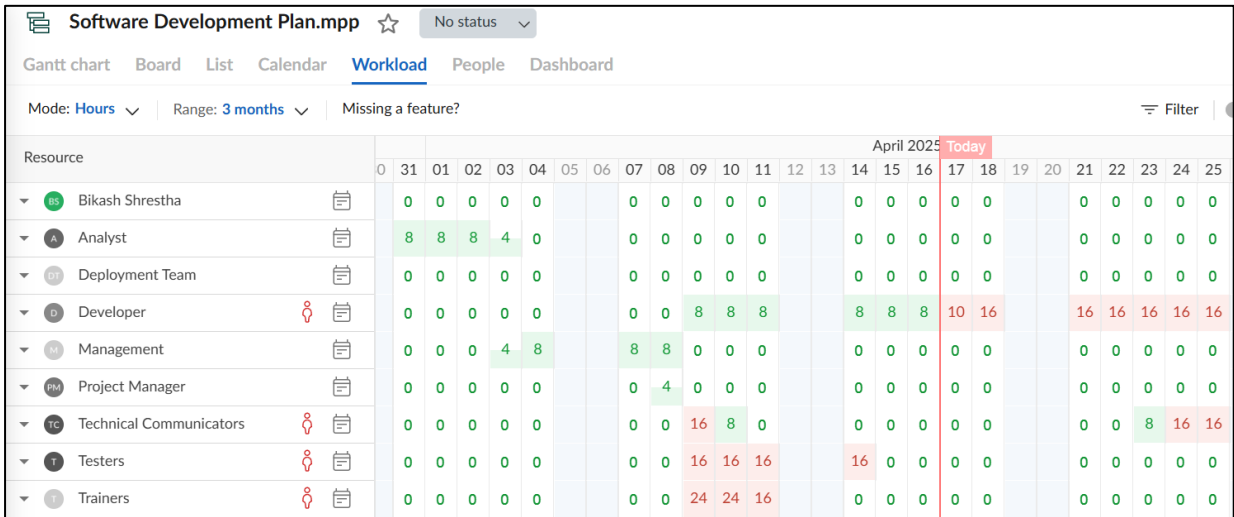 Software Development Plan.mpp No status
Gantt chart Board List Calendar Workload People Dashboard
Mode: Hours Range: 3 months Missing a feature? Filter
April 2025 Today
Resource
31 01 02 03 04 05 06 07 08 09 10 11 12 13 14 15 16 17 18 19 20 21 22 23 24 25
BS Bikash Shrestha 0 0 0 0 0 0 0 0 0 0 0 0 0 0 0 0 0 0 0
A Analyst 8 8 8 4 0 0 0 0 0 0 0 0 0 0 0 0 0 0 0 0
DT Deployment Team 0 0 0 0 0 0 0 0 0 0 0 0 0 0 0 0 0 0 0 0
D Developer 0 0 0 0 0 0 0 8 8 8 8 8 8 10 16 16 16 16 16 16
M Management 0 0 0 4 8 8 8 0 0 0 0 0 0 0 0 0 0 0 0 0
PM Project Manager 0 0 0 0 0 0 4 0 0 0 0 0 0 0 0 0 0 0 0 0
TC Technical Communicators 0 0 0 0 0 0 0 16 8 0 0 0 0 0 0 0 0 8 16 16
T Testers 0 0 0 0 0 0 0 16 16 16 16 0 0 0 0 0 0 0 0 0
T Trainers 0 0 0 0 0 0 0 24 24 16 0 0 0 0 0 0 0 0 0 0